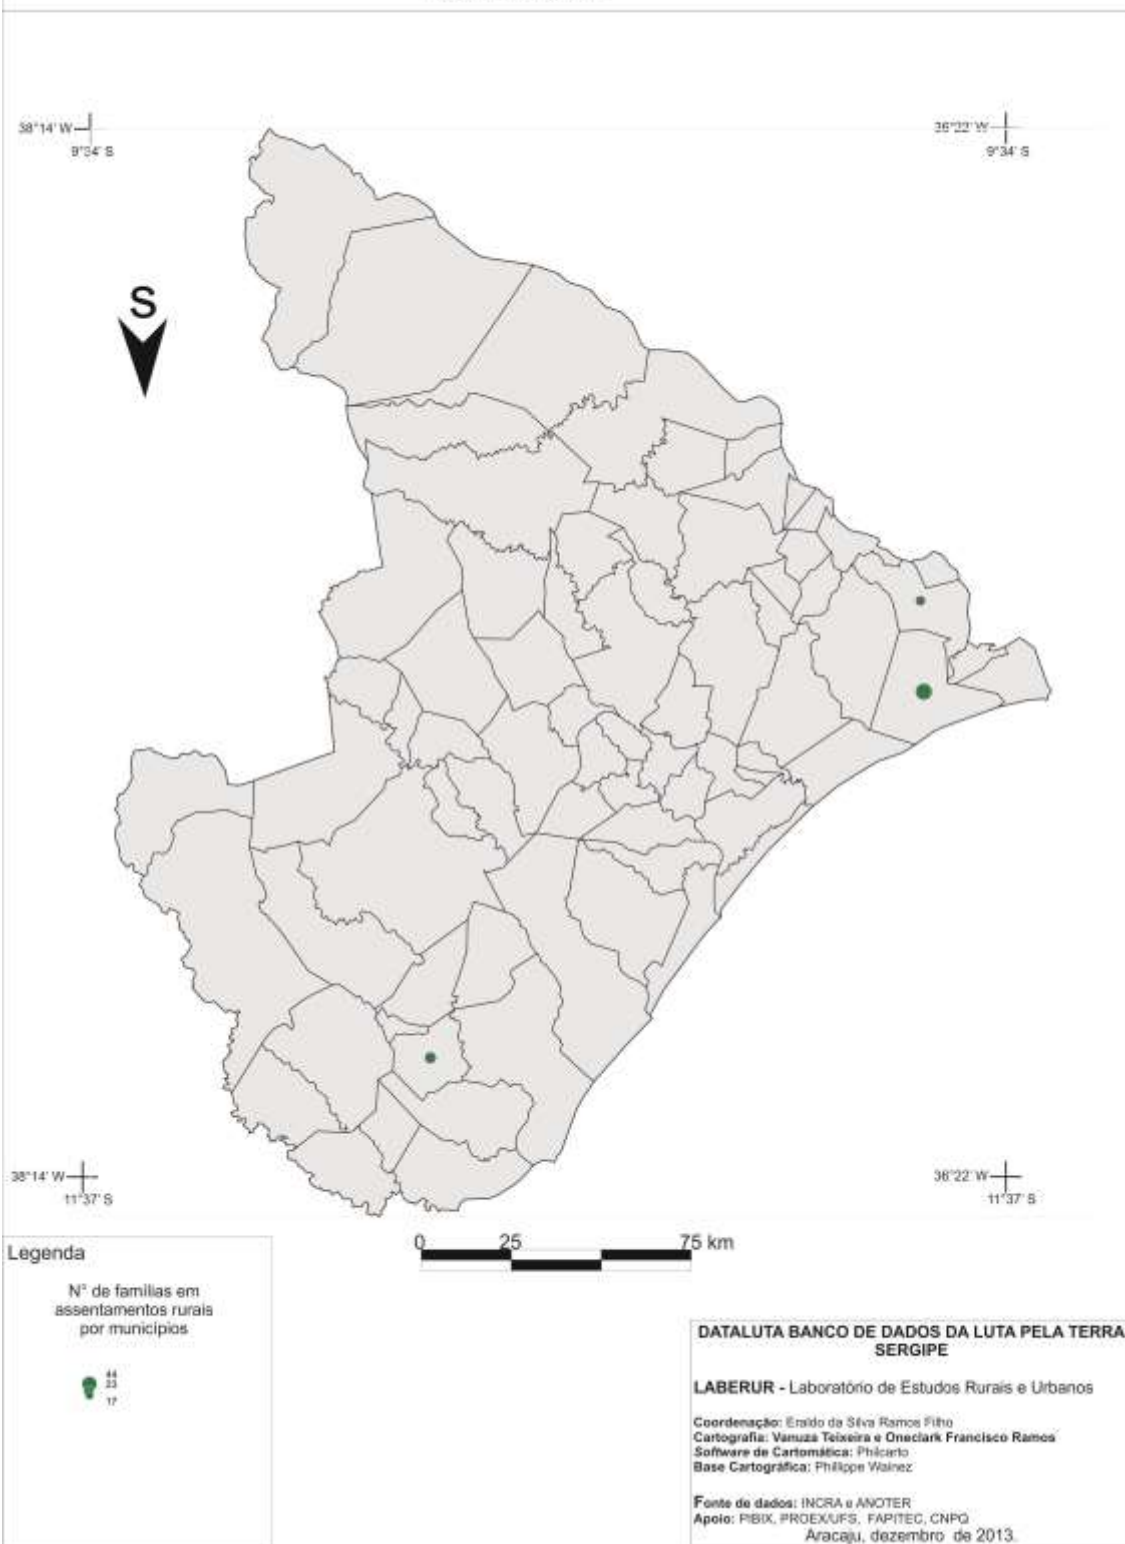 38°14' W
9°34' S
36°22' W
9°34' S
S
38°14' W
11°37' S
36°22' W
11°37' S
0 25 75 km
Legenda
N° de famílias em
assentamentos rurais
por municípios
44
23
17
DATALUTA BANCO DE DADOS DA LUTA PELA TERRA
SERGIPE
LABERUR - Laboratório de Estudos Rurais e Urbanos
Coordenação: Eraldo da Silva Ramos Filho
Cartografia: Vanuza Teixeira e Oneclark Francisco Ramos
Software de Cartomática: Philcarto
Base Cartográfica: Phillippe Wainez
Fonte de dados: INCRA e ANOTER
Apoio: PIBIX, PROEX/UFS, FAPITEC, CNPQ
Aracaju, dezembro de 2013.